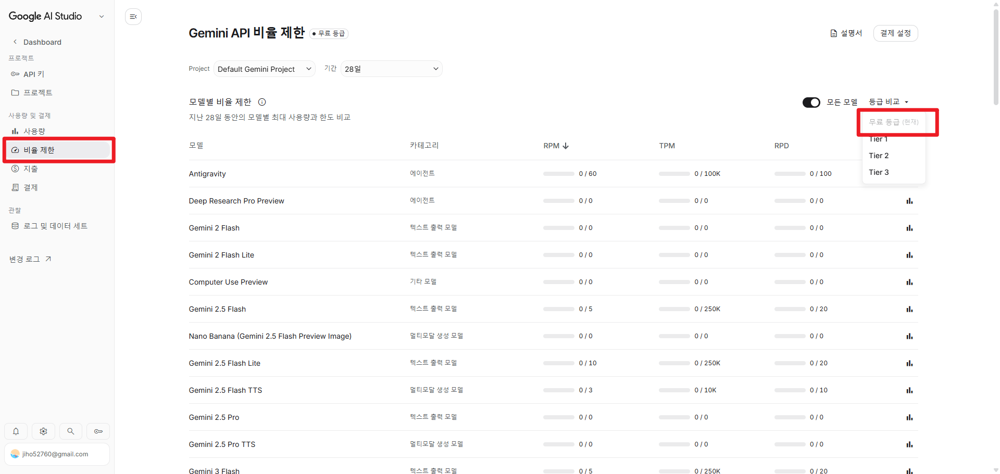 Google AI Studio
Dashboard
프로젝트
API 키
프로젝트
사용량 및 결제
사용량
비율 제한
지출
결제
관찰
로그 및 데이터 세트
변경 로그
jiho52760@gmail.com
Gemini API 비율 제한 무료 등급
설명서 결제 설정
Project Default Gemini Project 기간 28일
모델별 비율 제한
지난 28일 동안의 모델별 최대 사용량과 한도 비교
모든 모델 등급 비교
무료 등급 (현재)
Tier 1
Tier 2
Tier 3
모델 카테고리 RPM TPM RPD
Antigravity 에이전트 0 / 60 0 / 100K 0 / 100
Deep Research Pro Preview 에이전트 0 / 0 0 / 0 0 / 0
Gemini 2 Flash 텍스트 출력 모델 0 / 0 0 / 0 0 / 0
Gemini 2 Flash Lite 텍스트 출력 모델 0 / 0 0 / 0 0 / 0
Computer Use Preview 기타 모델 0 / 0 0 / 0 0 / 0
Gemini 2.5 Flash 텍스트 출력 모델 0 / 5 0 / 250K 0 / 20
Nano Banana (Gemini 2.5 Flash Preview Image) 멀티모달 생성 모델 0 / 0 0 / 0 0 / 0
Gemini 2.5 Flash Lite 텍스트 출력 모델 0 / 10 0 / 250K 0 / 20
Gemini 2.5 Flash TTS 멀티모달 생성 모델 0 / 3 0 / 10K 0 / 10
Gemini 2.5 Pro 텍스트 출력 모델 0 / 0 0 / 0 0 / 0
Gemini 2.5 Pro TTS 멀티모달 생성 모델 0 / 0 0 / 0 0 / 0
Gemini 3 Flash 텍스트 출력 모델 0 / 5 0 / 250K 0 / 20